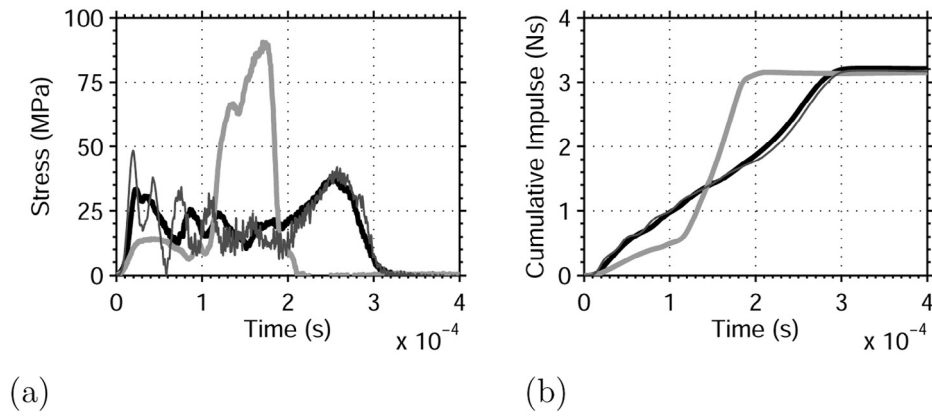 100
75
50
25
0
Stress (MPa)
0 1 2 3 4
Time (s)
x 10⁻⁴
(a)
4
3
2
1
0
Cumulative Impulse (Ns)
0 1 2 3 4
Time (s)
x 10⁻⁴
(b)